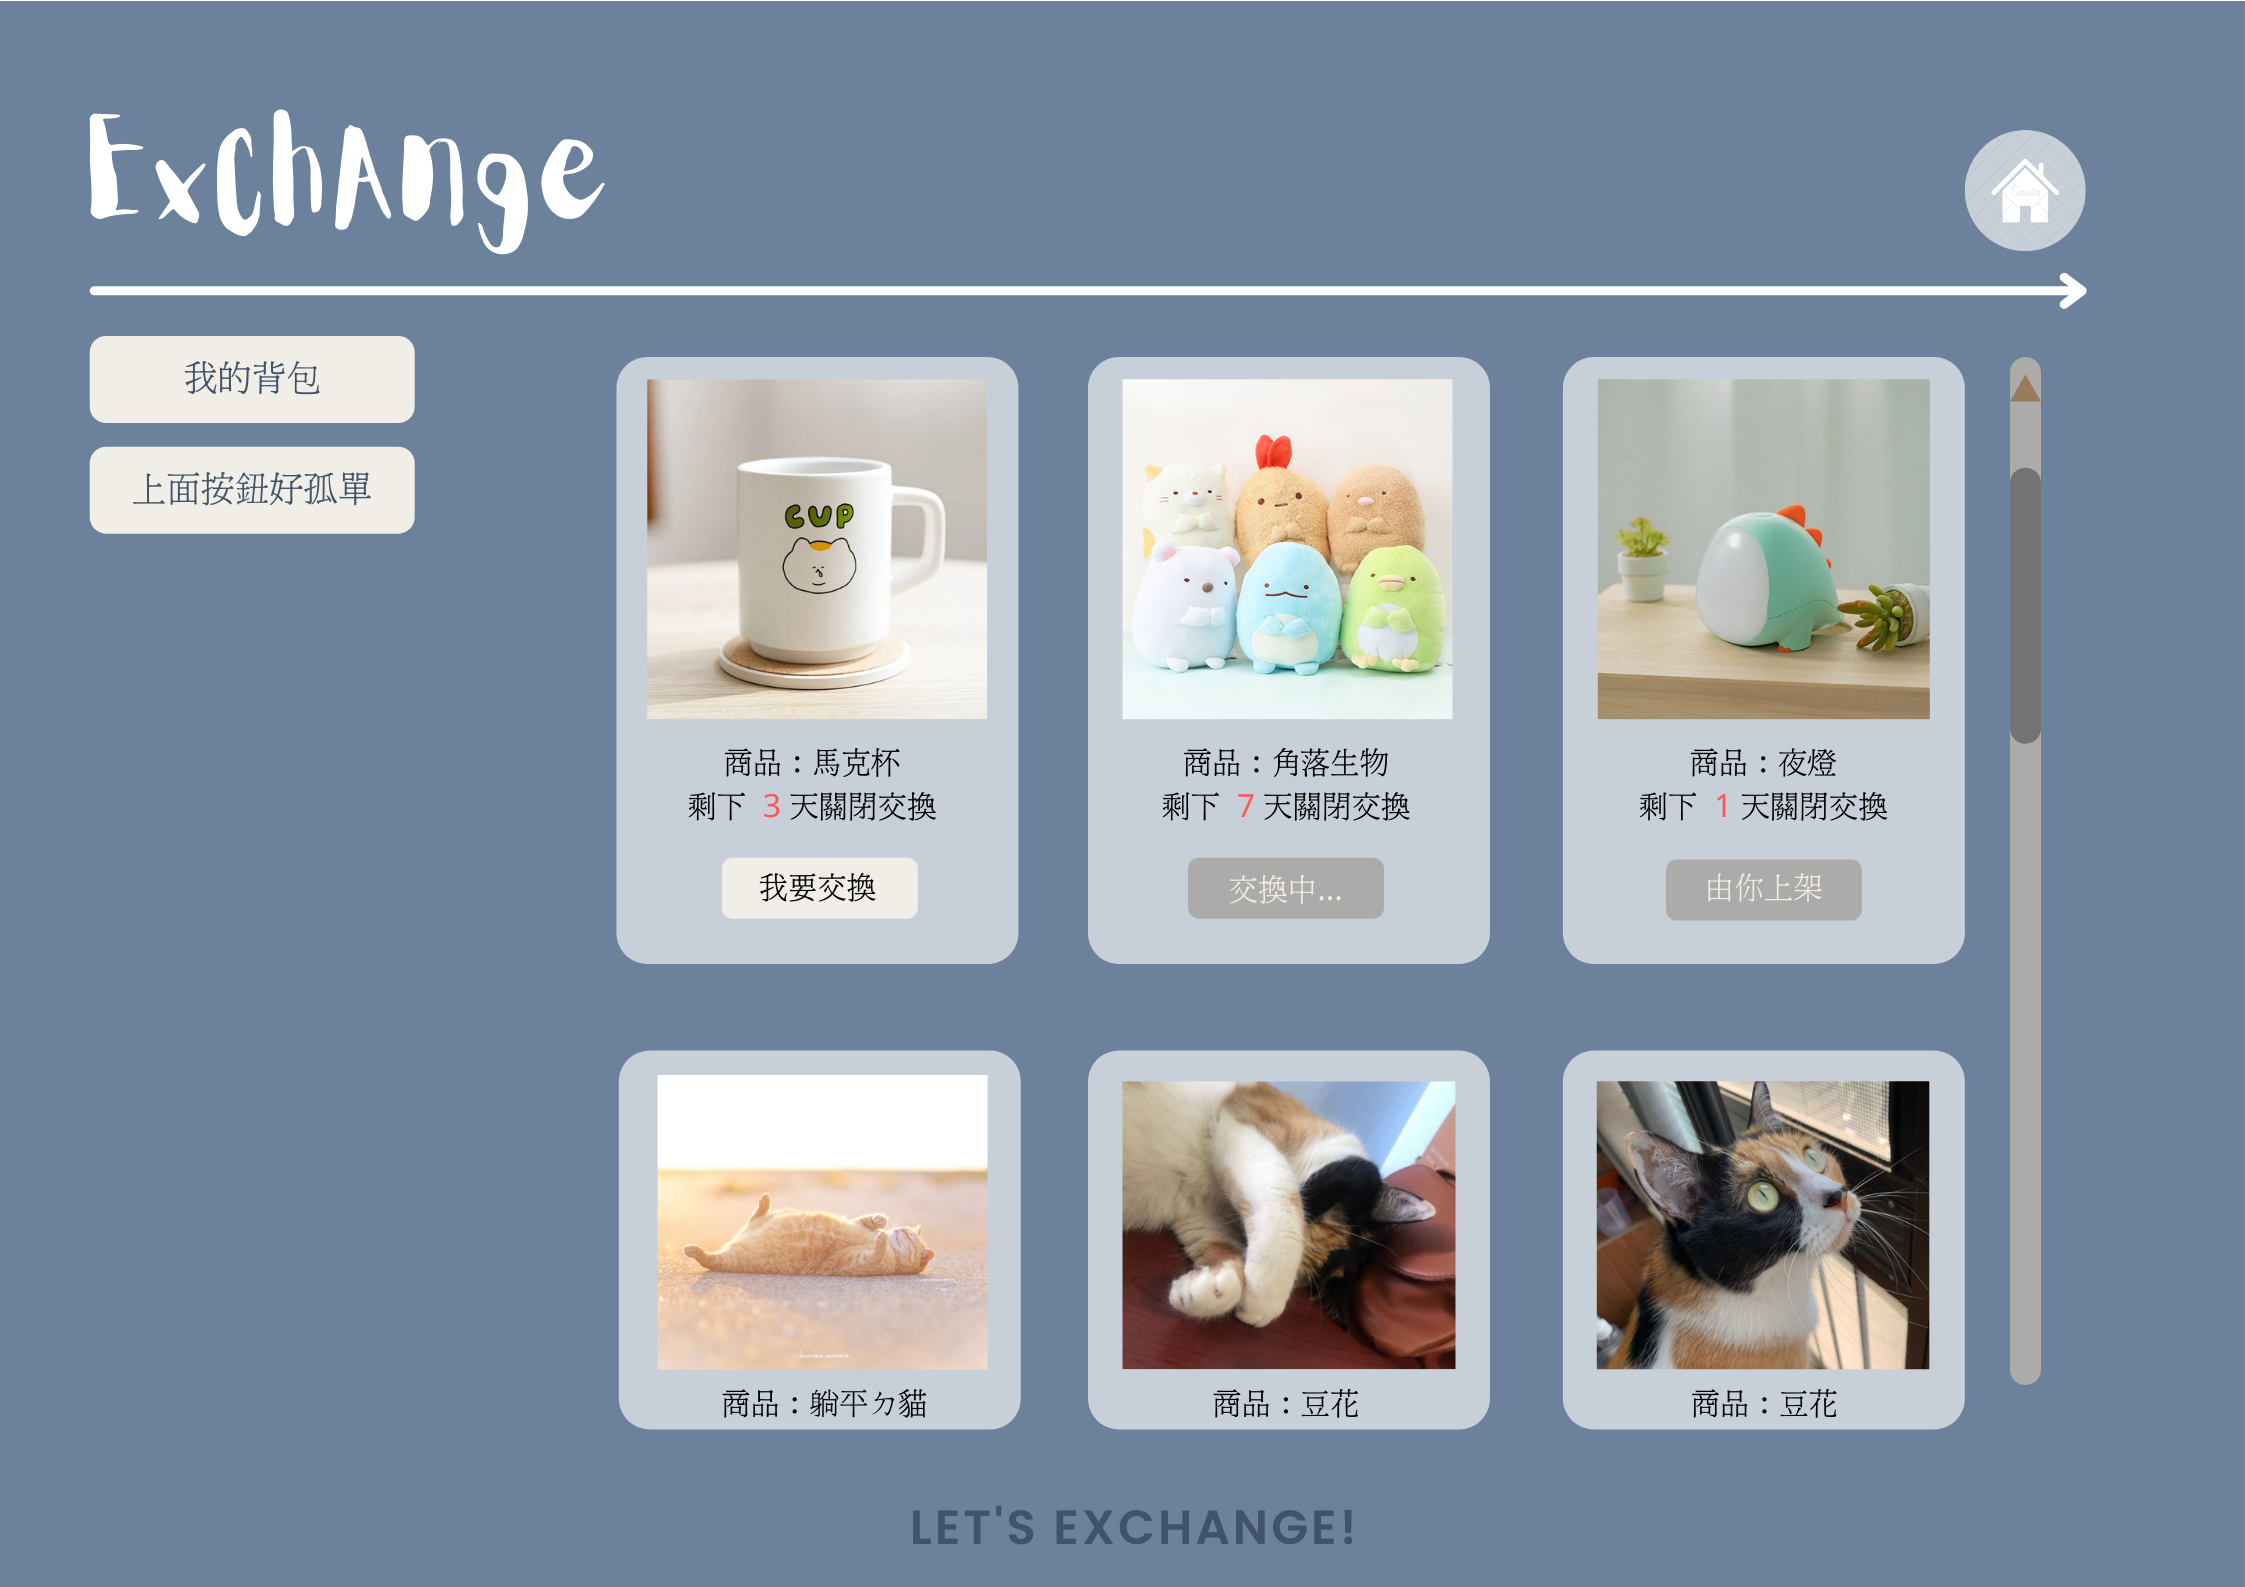 ExchAnge
我的背包
上面按鈕好孤單
CUP
商品：馬克杯
剩下 3 天關閉交換
我要交換
商品：角落生物
剩下 7 天關閉交換
交換中...
商品：夜燈
剩下 1 天關閉交換
由你上架
商品：躺平ㄉ貓
商品：豆花
商品：豆花
LET'S EXCHANGE!